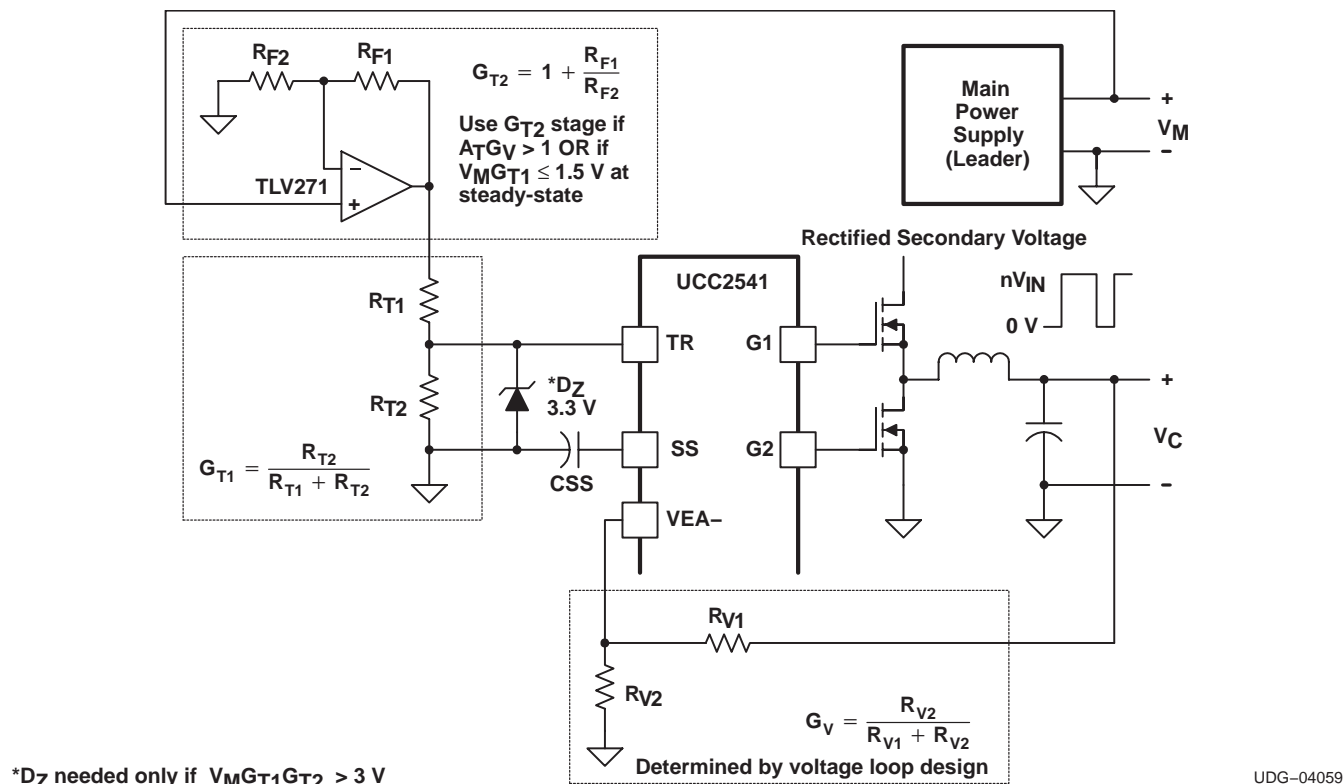 RF2
RF1
GT2 = 1 + RF1/RF2
Use GT2 stage if
ATGV > 1 OR if
VMGT1 ≤ 1.5 V at
steady-state
−
+
TLV271
Main
Power
Supply
(Leader)
+
VM
−
Rectified Secondary Voltage
nVIN
0 V
RT1
RT2
GT1 = RT2/(RT1 + RT2)
*DZ
3.3 V
CSS
UCC2541
TR
SS
VEA−
G1
G2
+
VC
−
RV1
RV2
GV = RV2/(RV1 + RV2)
Determined by voltage loop design
*DZ needed only if VMGT1GT2 > 3 V
UDG−04059